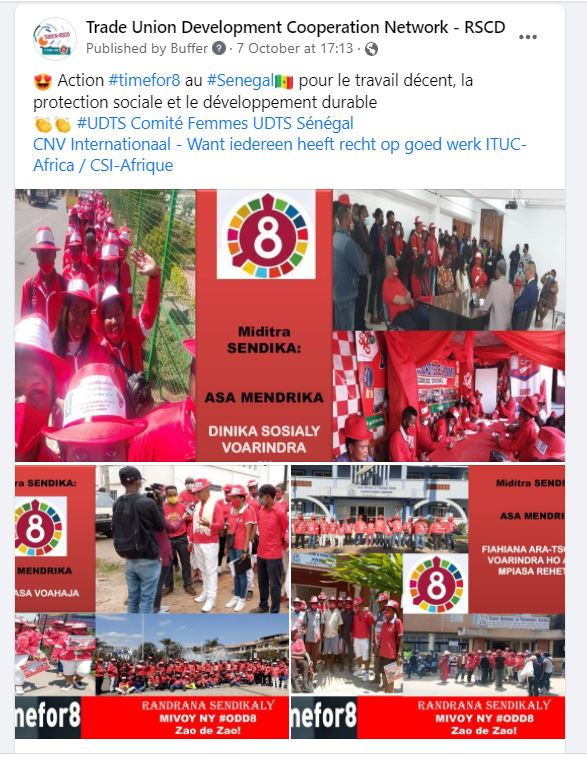 Trade Union Development Cooperation Network - RSCD
Published by Buffer · 7 October at 17:13 ·
Action #timefor8 au #Senegal pour le travail décent, la
protection sociale et le développement durable
#UDTS Comité Femmes UDTS Sénégal
CNV Internationaal - Want iedereen heeft recht op goed werk ITUC-
Africa / CSI-Afrique
8
Miditra
SENDIKA:
ASA MENDRIKA
DINIKA SOSIALY
VOARINDRA
ra SENDIKA:
8
MENDRIKA
ASA VOAHAJA
mefor8
RANDRANA SENDIKALY
MIVOY NY #ODD8
Zao de Zao!
Miditra SENDI
ASA MENDRI
FIAHIANA ARA-TSO
VOARINDRA HO A
MPIASA REHET
8
mefor8
RANDRANA SENDIKALY
MIVOY NY #ODD8
Zao de Zao!